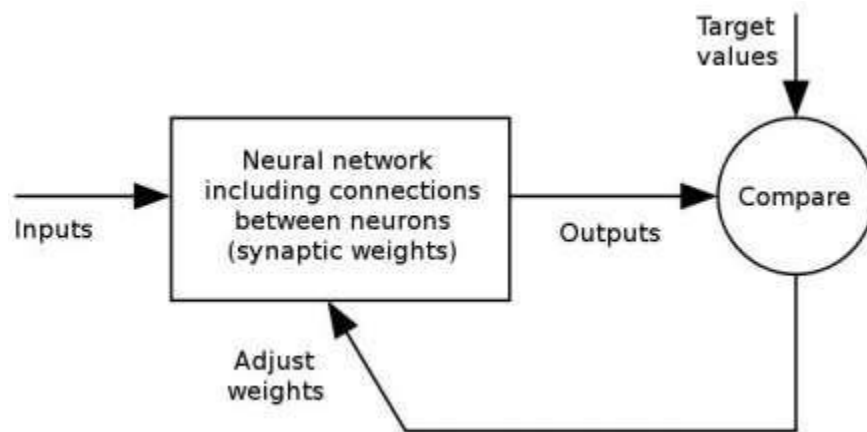 Target
values
Neural network
including connections
between neurons
(synaptic weights)
Compare
Inputs
Outputs
Adjust
weights